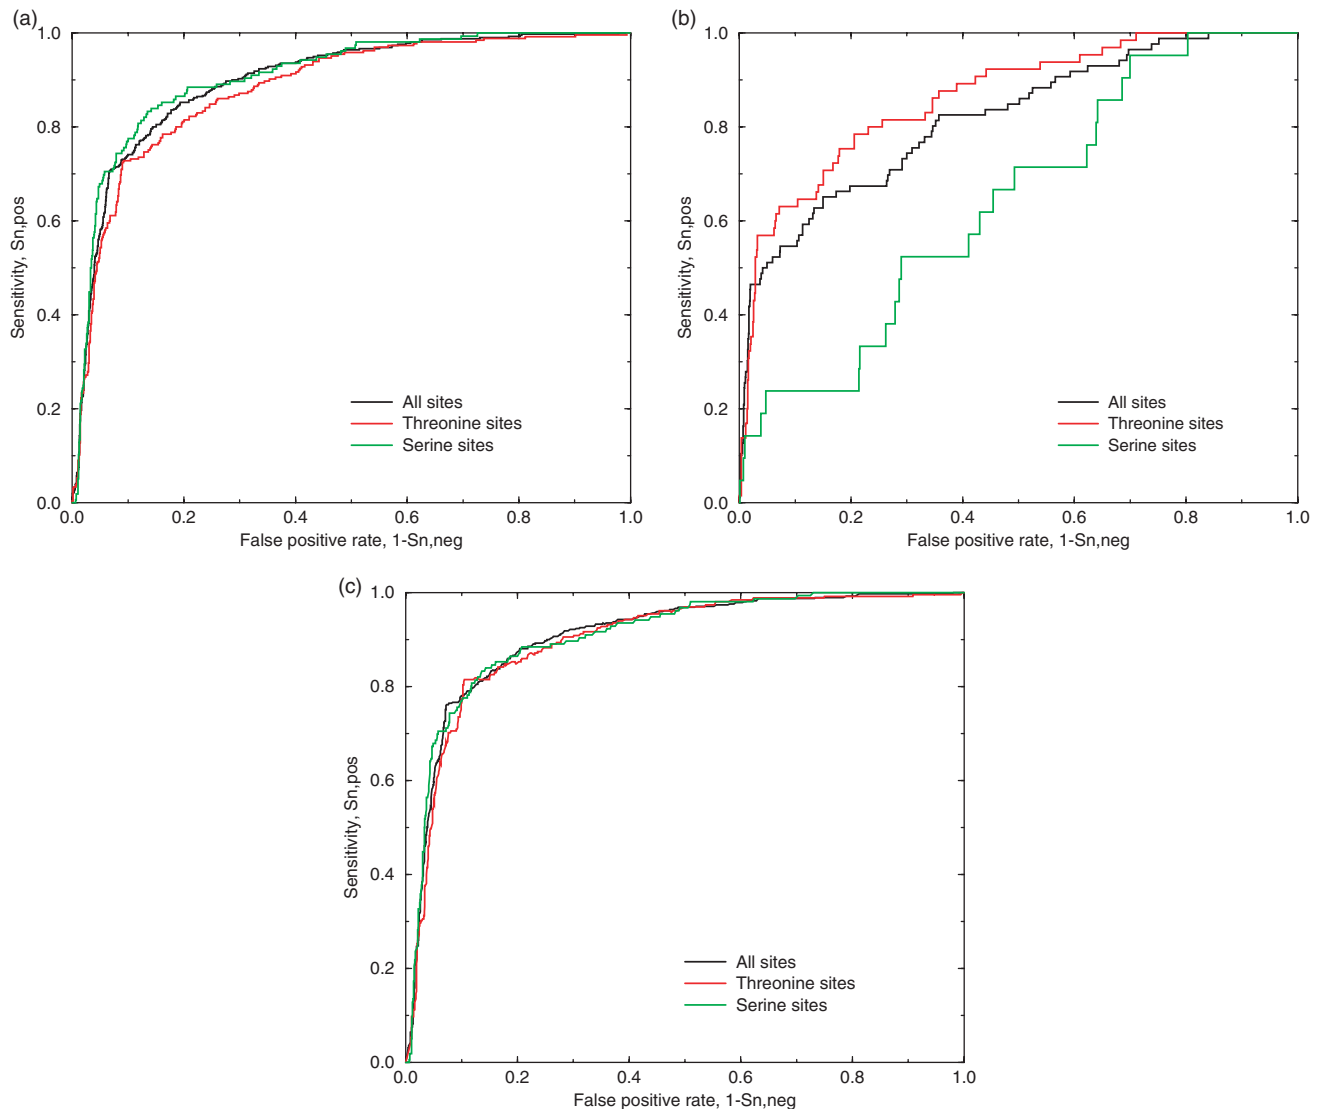 (a)
1.0
0.8
0.6
0.4
0.2
0.0
Sensitivity, Sn,pos
0.0 0.2 0.4 0.6 0.8 1.0
False positive rate, 1-Sn,neg
All sites
Threonine sites
Serine sites
(b)
1.0
0.8
0.6
0.4
0.2
0.0
Sensitivity, Sn,pos
0.0 0.2 0.4 0.6 0.8 1.0
False positive rate, 1-Sn,neg
All sites
Threonine sites
Serine sites
(c)
1.0
0.8
0.6
0.4
0.2
0.0
Sensitivity, Sn,pos
0.0 0.2 0.4 0.6 0.8 1.0
False positive rate, 1-Sn,neg
All sites
Threonine sites
Serine sites